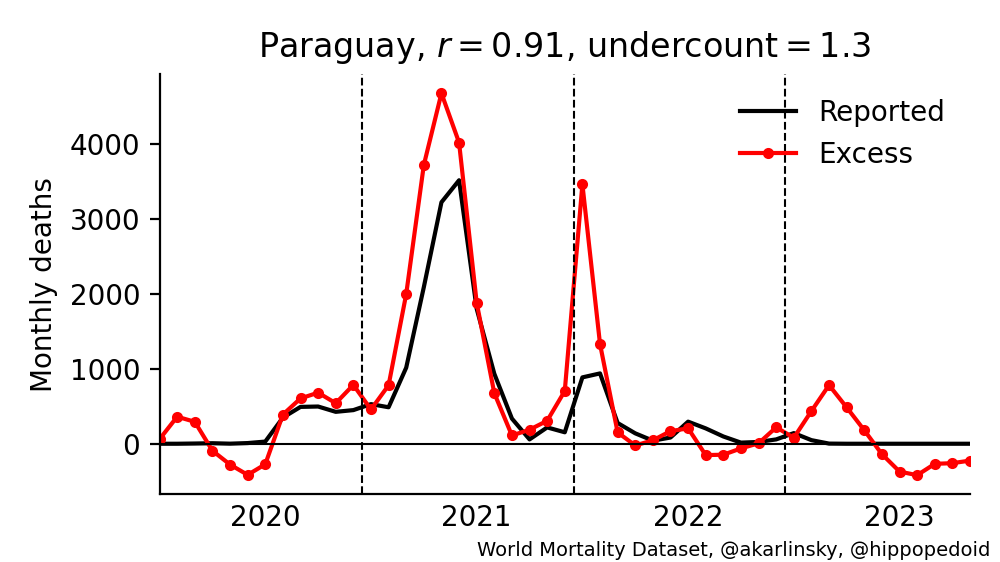 Paraguay, r = 0.91, undercount = 1.3
Reported
Excess
Monthly deaths
4000
3000
2000
1000
0
2020 2021 2022 2023
World Mortality Dataset, @akarlinsky, @hippopedoid